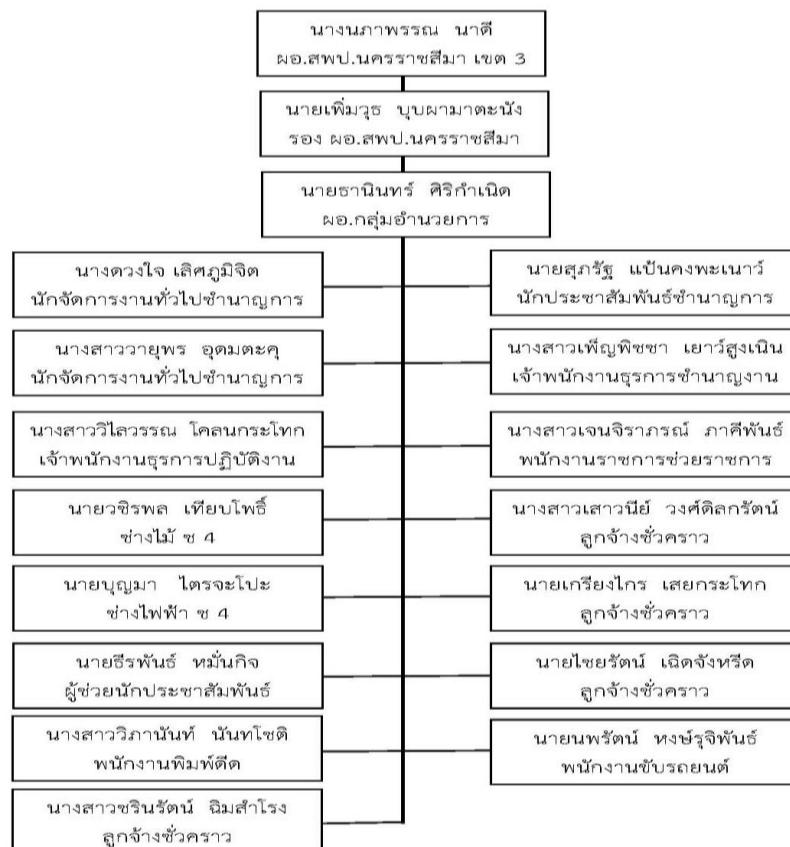 นางนภาพรรณ นาดี
ผอ.สพป.นครราชสีมา เขต 3
นายเพิ่มวุธ บุบผามาตะนัง
รอง ผอ.สพป.นครราชสีมา
นายธานินทร์ ศิริกำเนิด
ผอ.กลุ่มอำนวยการ
นางดวงใจ เลิศภูมิจิต
นักจัดการงานทั่วไปชำนาญการ
นายสุภรัฐ แป้นคงพะเนาว์
นักประชาสัมพันธ์ชำนาญการ
นางสาววายุพร อุดมตะคุ
นักจัดการงานทั่วไปชำนาญการ
นางสาวเพ็ญพิชชา เยาว์สูงเนิน
เจ้าพนักงานธุรการชำนาญงาน
นางสาววิไลวรรณ โคลนกระโทก
เจ้าพนักงานธุรการปฏิบัติงาน
นางสาวเจนจิราภรณ์ ภาคีพันธ์
พนักงานราชการช่วยราชการ
นายวชิรพล เทียบโพธิ์
ช่างไม้ ช 4
นางสาวเสาวนีย์ วงศ์ดิลกรัตน์
ลูกจ้างชั่วคราว
นายบุญมา ไตรจะโปะ
ช่างไฟฟ้า ช 4
นายเกรียงไกร เสยกระโทก
ลูกจ้างชั่วคราว
นายธีรพันธ์ หมั่นกิจ
ผู้ช่วยนักประชาสัมพันธ์
นายไชยรัตน์ เฉิดจังหรีด
ลูกจ้างชั่วคราว
นางสาววิภานันท์ นันทโชติ
พนักงานพิมพ์ดีด
นายนพรัตน์ หงษ์รุจิพันธ์
พนักงานขับรถยนต์
นางสาวชรินรัตน์ ฉิมสำโรง
ลูกจ้างชั่วคราว